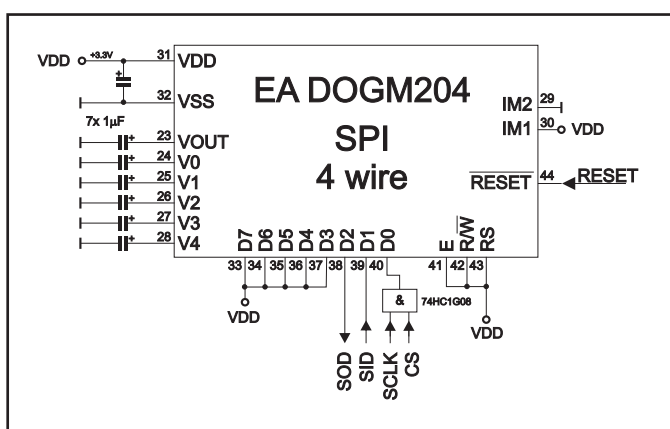 +3.3V
VDD
31 VDD
EA DOGM204
SPI
4 wire
32 VSS
7x 1µF
23 VOUT
24 V0
25 V1
26 V2
27 V3
28 V4
IM2 29
IM1 30 VDD
RESET 44 RESET
D7 D6 D5 D4 D3 D2 D1 D0
E R/W RS
33 34 35 36 37 38 39 40
41 42 43
& 74HC1G08
VDD
VDD
SOD SID SCLK CS